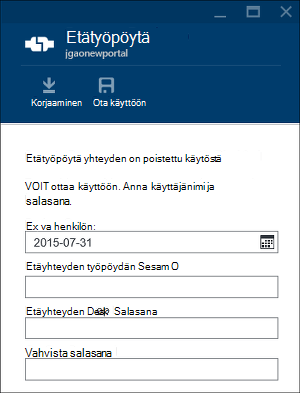 Etätyöpöytä
jgaonewportal
Korjaaminen
Ota käyttöön
Etätyöpöytä yhteyden on poistettu käytöstä
VOIT ottaa käyttöön. Anna käyttäjänimi ja
salasana.
Ex va henkilön:
2015-07-31
Etäyhteyden työpöydän Sesam O
Etäyhteyden Desk Salasana
Vahvista salasana